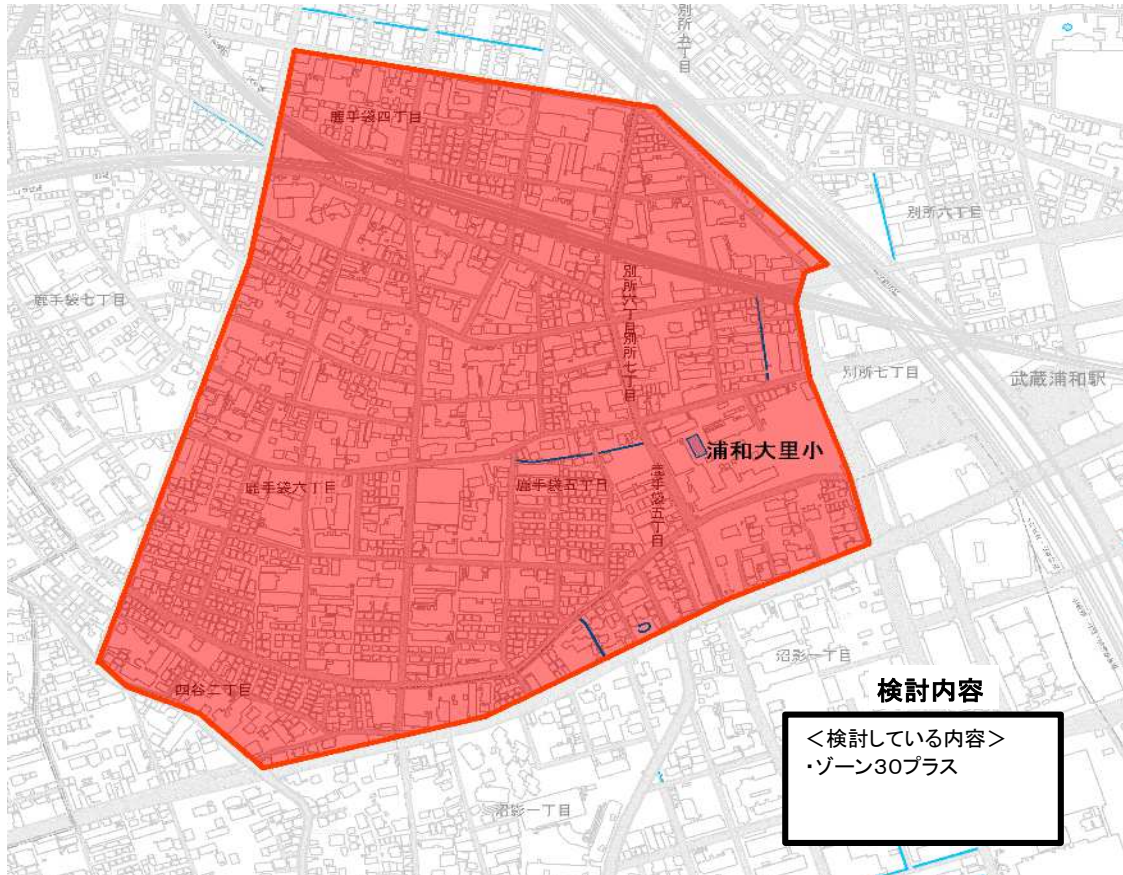 別所五丁目
鹿手袋四丁目
別所六丁目
鹿手袋七丁目
別所六丁目
別所七丁目
別所七丁目
武蔵浦和駅
浦和大里小
鹿手袋六丁目
鹿手袋五丁目
鹿手袋五丁目
沼影一丁目
四谷二丁目
検討内容
<検討している内容>
・ゾーン30プラス
沼影一丁目